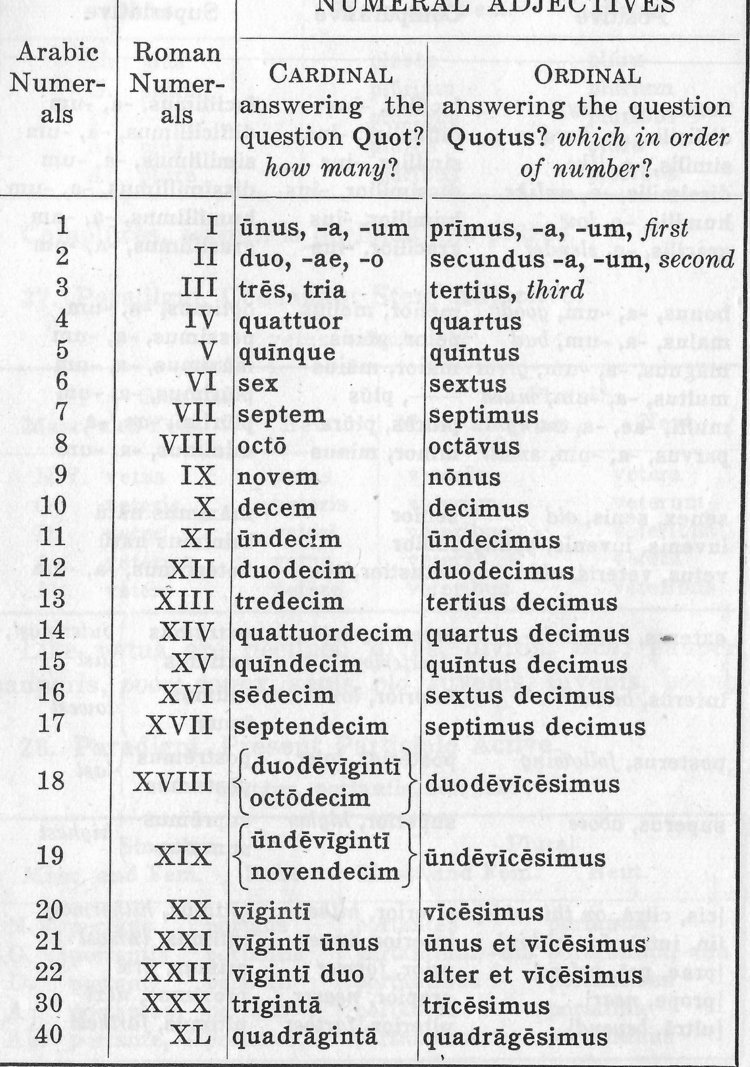 NUMERAL ADJECTIVES
Arabic Numer-als Roman Numer-als CARDINAL answering the question Quot? how many? ORDINAL answering the question Quotus? which in order of number?
1 I ūnus, -a, -um prīmus, -a, -um, first
2 II duo, -ae, -o secundus -a, -um, second
3 III trēs, tria tertius, third
4 IV quattuor quartus
5 V quīnque quīntus
6 VI sex sextus
7 VII septem septimus
8 VIII octō octāvus
9 IX novem nōnus
10 X decem decimus
11 XI ūndecim ūndecimus
12 XII duodecim duodecimus
13 XIII tredecim tertius decimus
14 XIV quattuordecim quartus decimus
15 XV quīndecim quīntus decimus
16 XVI sēdecim sextus decimus
17 XVII septendecim septimus decimus
18 XVIII duodēvīgintī octōdecim duodēvīcēsimus
19 XIX ūndēvīgintī novendecim ūndēvīcēsimus
20 XX vīgintī vīcēsimus
21 XXI vīgintī ūnus ūnus et vīcēsimus
22 XXII vīgintī duo alter et vīcēsimus
30 XXX trīgintā trīcēsimus
40 XL quadrāgintā quadrāgēsimus